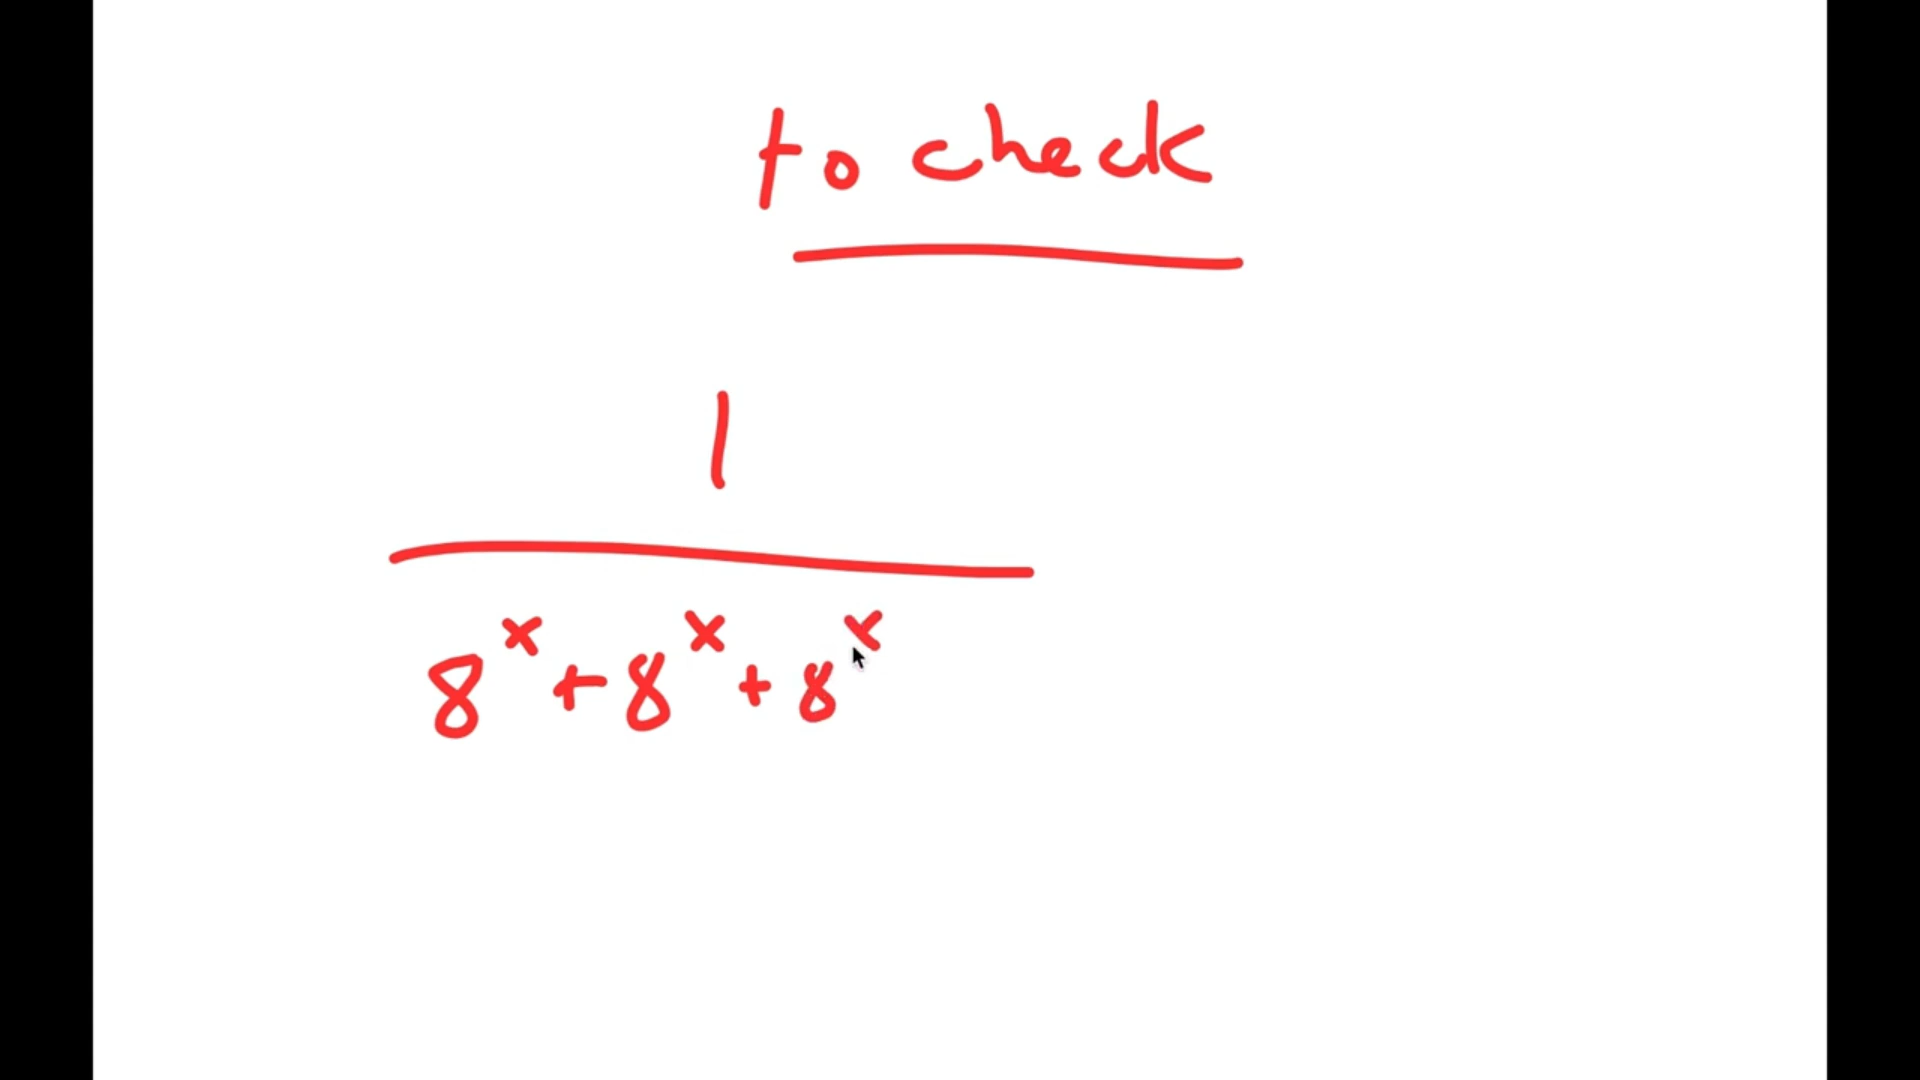 to check
1
8^x + 8^x + 8^x